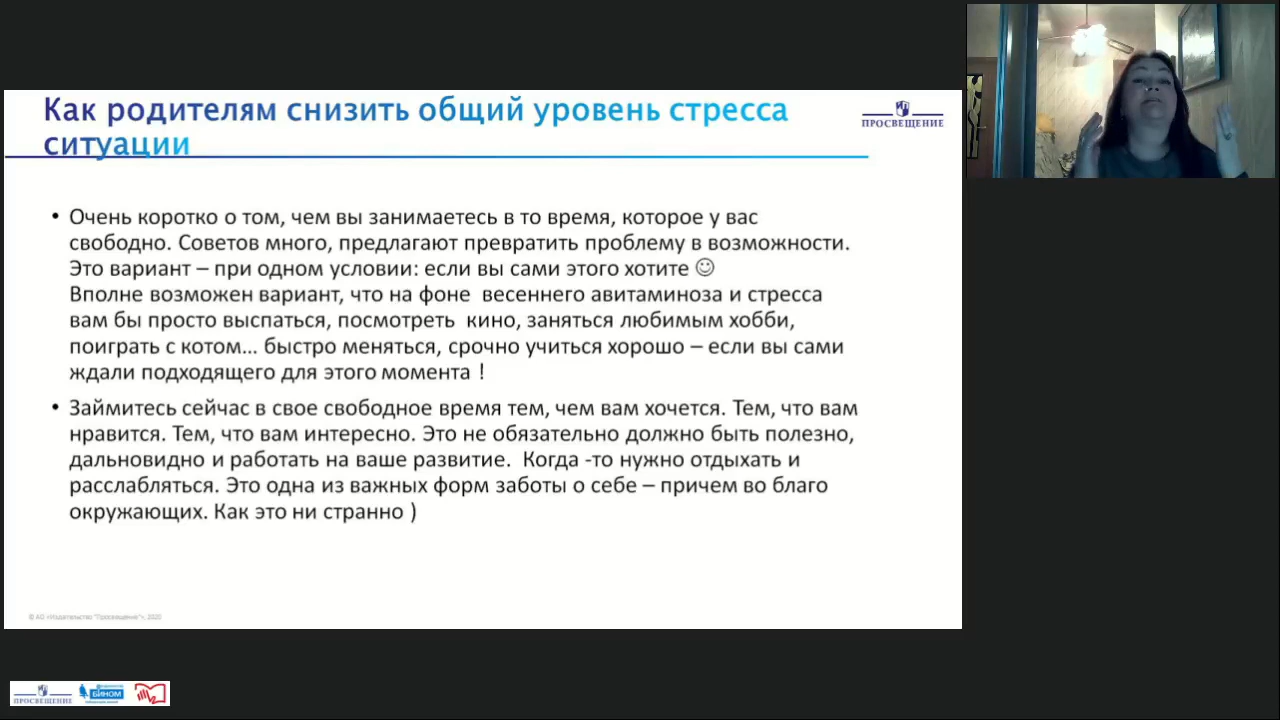 Как родителям снизить общий уровень стресса
ситуации
ПРОСВЕЩЕНИЕ
• Очень коротко о том, чем вы занимаетесь в то время, которое у вас
свободно. Советов много, предлагают превратить проблему в возможности.
Это вариант – при одном условии: если вы сами этого хотите ☺
Вполне возможен вариант, что на фоне весеннего авитаминоза и стресса
вам бы просто выспаться, посмотреть кино, заняться любимым хобби,
поиграть с котом... быстро меняться, срочно учиться хорошо – если вы сами
ждали подходящего для этого момента !
• Займитесь сейчас в свое свободное время тем, чем вам хочется. Тем, что вам
нравится. Тем, что вам интересно. Это не обязательно должно быть полезно,
дальновидно и работать на ваше развитие. Когда -то нужно отдыхать и
расслабляться. Это одна из важных форм заботы о себе – причем во благо
окружающих. Как это ни странно )
© АО «Издательство "Просвещение"», 2020
ПРОСВЕЩЕНИЕ
БИНОМ